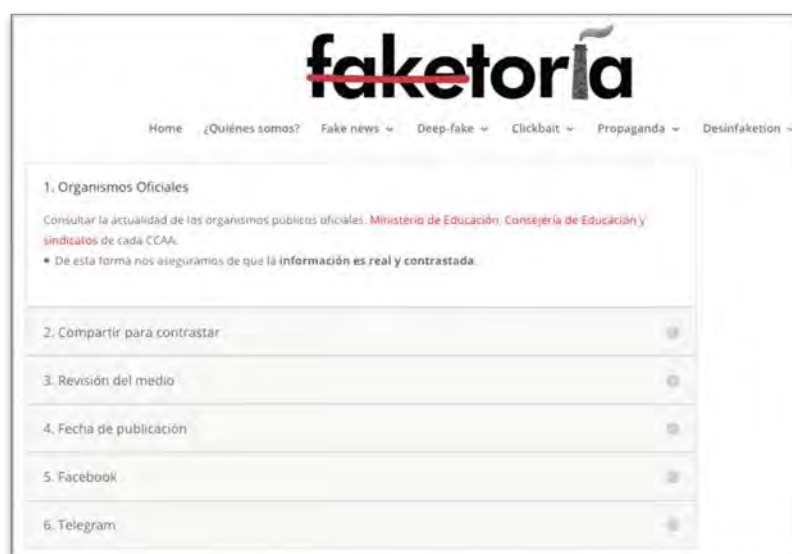 faketoría
Home ¿Quiénes somos? Fake news Deep-fake Clickbait Propaganda Desinfaketion
1. Organismos Oficiales
Consultar la actualidad de los organismos públicos oficiales: Ministerio de Educación, Consejería de Educación y
sindicatos de cada CCAA.
• De esta forma nos aseguramos de que la información es real y contrastada.
2. Compartir para contrastar
3. Revisión del medio
4. Fecha de publicación
5. Facebook
6. Telegram